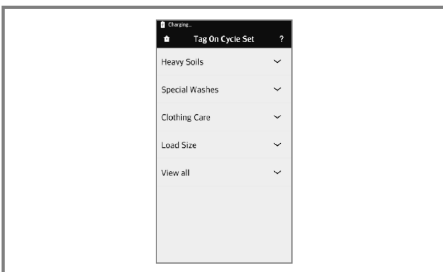 Charging...
Tag On Cycle Set ?
Heavy Soils
Special Washes
Clothing Care
Load Size
View all